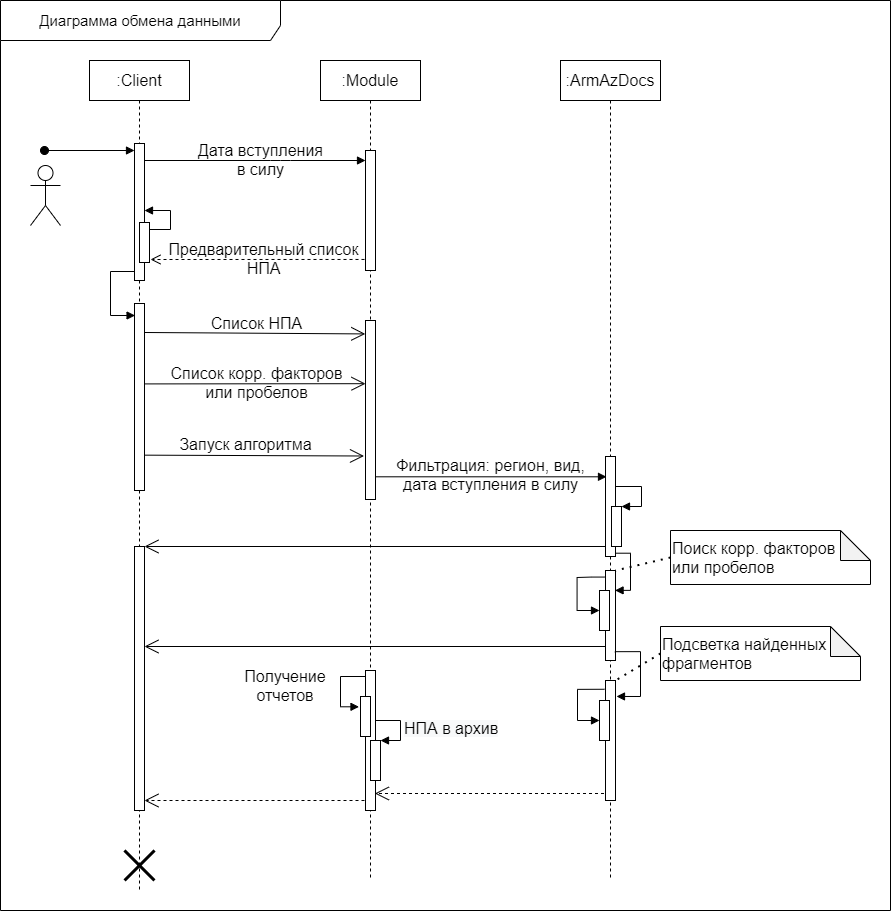 Диаграмма обмена данными
:Client
:Module
:ArmAzDocs
Дата вступления
в силу
Предварительный список
НПА
Список НПА
Список корр. факторов
или пробелов
Запуск алгоритма
Фильтрация: регион, вид,
дата вступления в силу
Поиск корр. факторов
или пробелов
Подсветка найденных
фрагментов
Получение
отчетов
НПА в архив